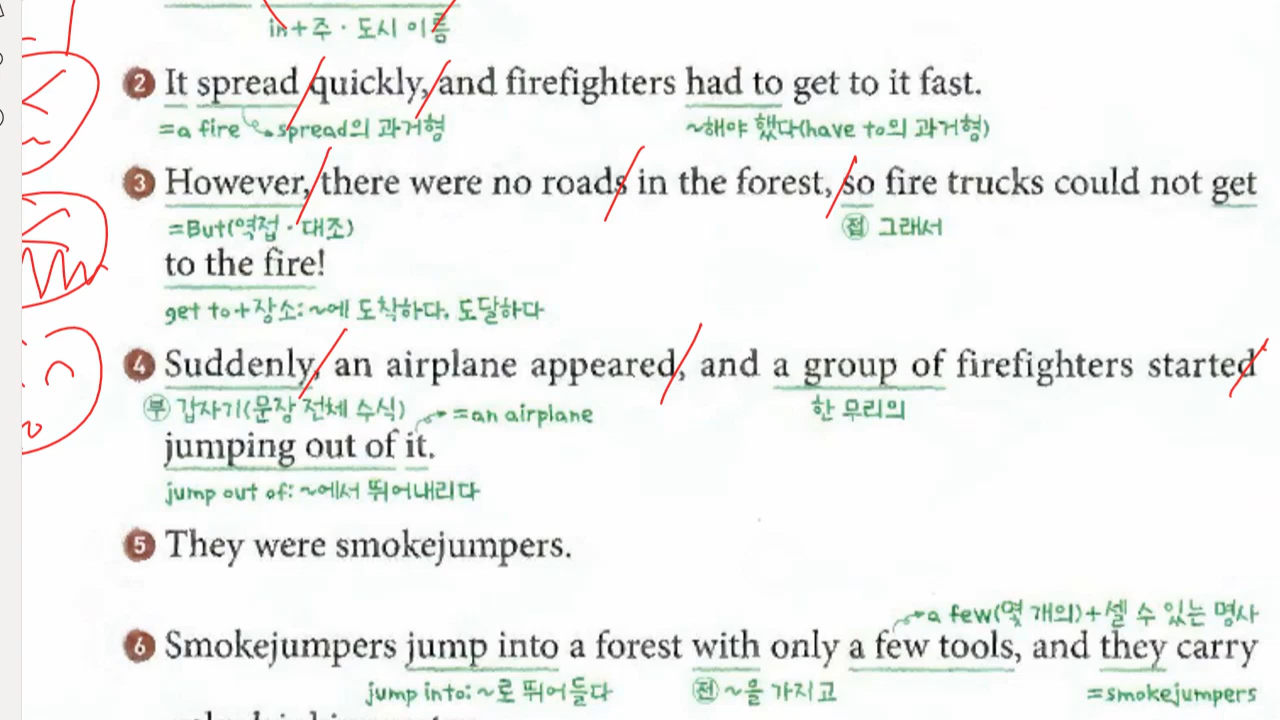 in+주 · 도시 이름
2 It spread quickly, and firefighters had to get to it fast.
=a fire spread의 과거형 ~해야 했다(have to의 과거형)
3 However, there were no roads in the forest, so fire trucks could not get
=But(역접 · 대조) 접 그래서
to the fire!
get to+장소: ~에 도착하다, 도달하다
4 Suddenly, an airplane appeared, and a group of firefighters started
부 갑자기(문장 전체 수식) =an airplane 한 무리의
jumping out of it.
jump out of: ~에서 뛰어내리다
5 They were smokejumpers.
a few(몇 개의)+셀 수 있는 명사
6 Smokejumpers jump into a forest with only a few tools, and they carry
jump into: ~로 뛰어들다 전 ~을 가지고 =smokejumpers